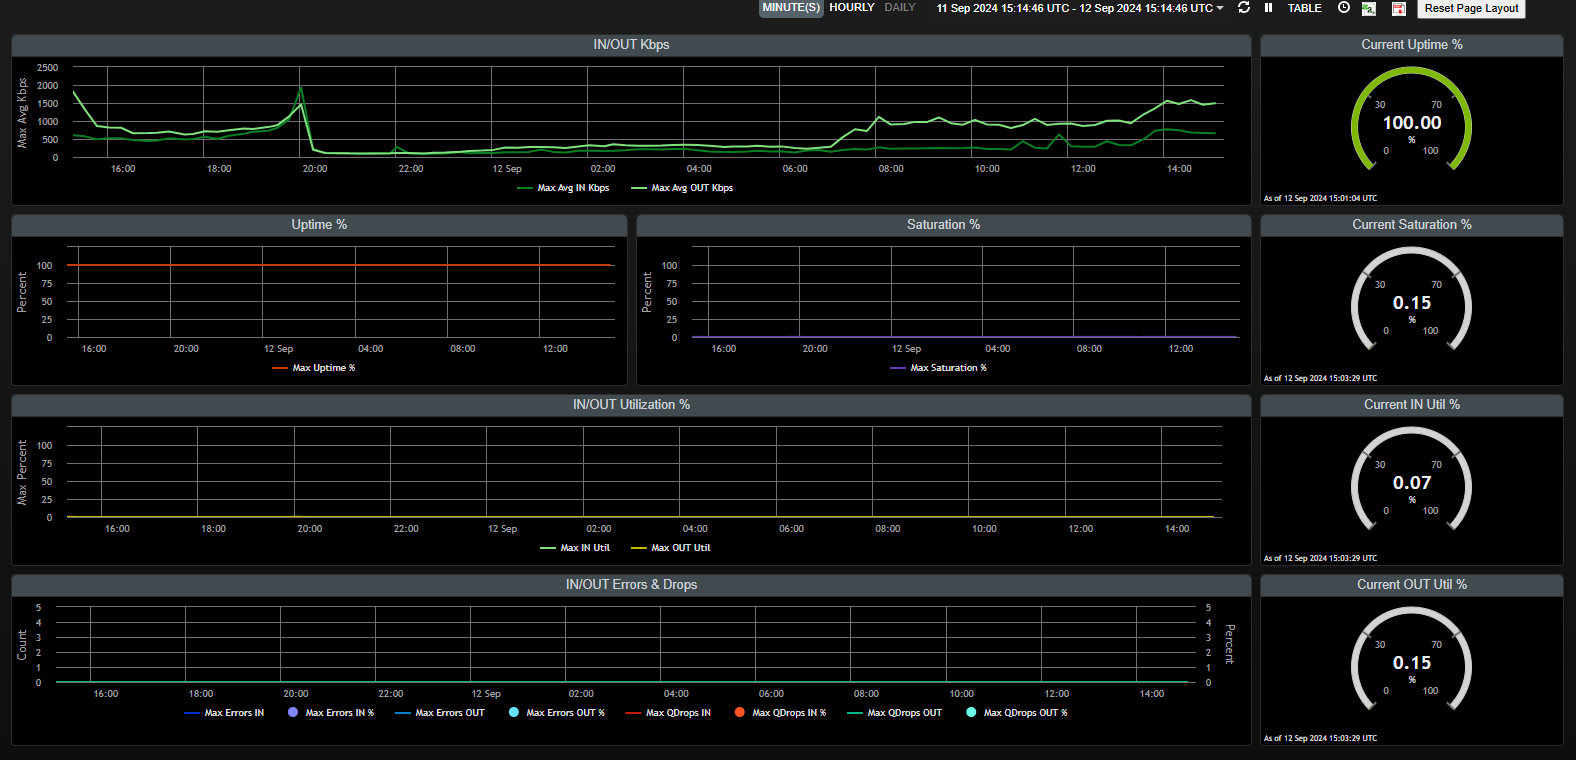 MINUTE(S) HOURLY DAILY 11 Sep 2024 15:14:46 UTC - 12 Sep 2024 15:14:46 UTC TABLE Reset Page Layout
IN/OUT Kbps
Max Avg Kbps
2500
2000
1500
1000
500
0
16:00 18:00 20:00 22:00 12 Sep 02:00 04:00 06:00 08:00 10:00 12:00 14:00
Max Avg IN Kbps Max Avg OUT Kbps
Current Uptime %
30 70
100.00
%
0 100
As of 12 Sep 2024 15:01:04 UTC
Uptime %
Percent
100
75
50
25
0
16:00 20:00 12 Sep 04:00 08:00 12:00
Max Uptime %
Saturation %
Percent
100
75
50
25
0
16:00 20:00 12 Sep 04:00 08:00 12:00
Max Saturation %
Current Saturation %
30 70
0.15
%
0 100
As of 12 Sep 2024 15:03:29 UTC
IN/OUT Utilization %
Max Percent
100
75
50
25
0
16:00 18:00 20:00 22:00 12 Sep 02:00 04:00 06:00 08:00 10:00 12:00 14:00
Max IN Util Max OUT Util
Current IN Util %
30 70
0.07
%
0 100
As of 12 Sep 2024 15:03:29 UTC
IN/OUT Errors & Drops
Count
5
4
3
2
1
0
5
4
3
2
1
0
Percent
16:00 18:00 20:00 22:00 12 Sep 02:00 04:00 06:00 08:00 10:00 12:00 14:00
Max Errors IN Max Errors IN % Max Errors OUT Max Errors OUT % Max QDrops IN Max QDrops IN % Max QDrops OUT Max QDrops OUT %
Current OUT Util %
30 70
0.15
%
0 100
As of 12 Sep 2024 15:03:29 UTC